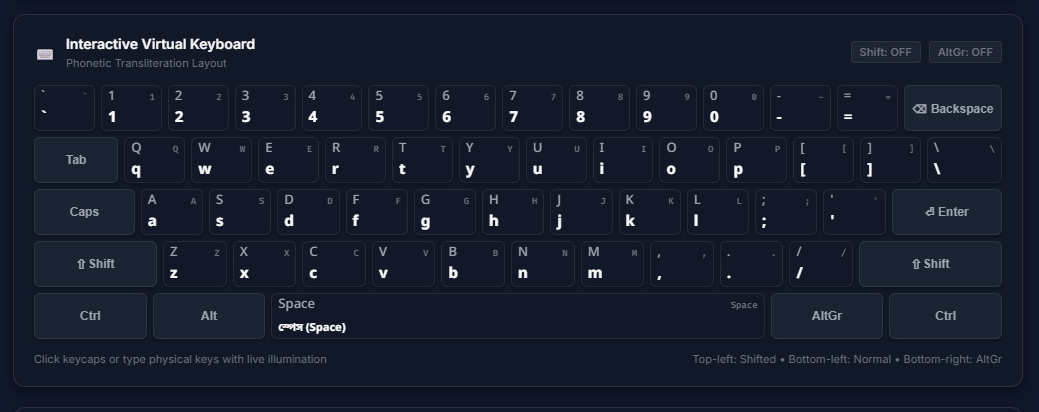 Interactive Virtual Keyboard
Phonetic Transliteration Layout
Shift: OFF AltGr: OFF
` `
1 1 2 2 3 3 4 4 5 5 6 6 7 7 8 8 9 9 0 0 - - = =
` 1 2 3 4 5 6 7 8 9 0 - = ⌫ Backspace
Q Q W W E E R R T T Y Y U U I I O O P P [ [ ] ] \ \
Tab q w e r t y u i o p [ ] \
A A S S D D F F G G H H J J K K L L ; ; ' '
Caps a s d f g h j k l ; ' ⏎ Enter
Z Z X X C C V V B B N N M M , , . . / /
⇧ Shift z x c v b n m , . / ⇧ Shift
Space Space
Ctrl Alt স্পেস (Space) AltGr Ctrl
Click keycaps or type physical keys with live illumination
Top-left: Shifted • Bottom-left: Normal • Bottom-right: AltGr